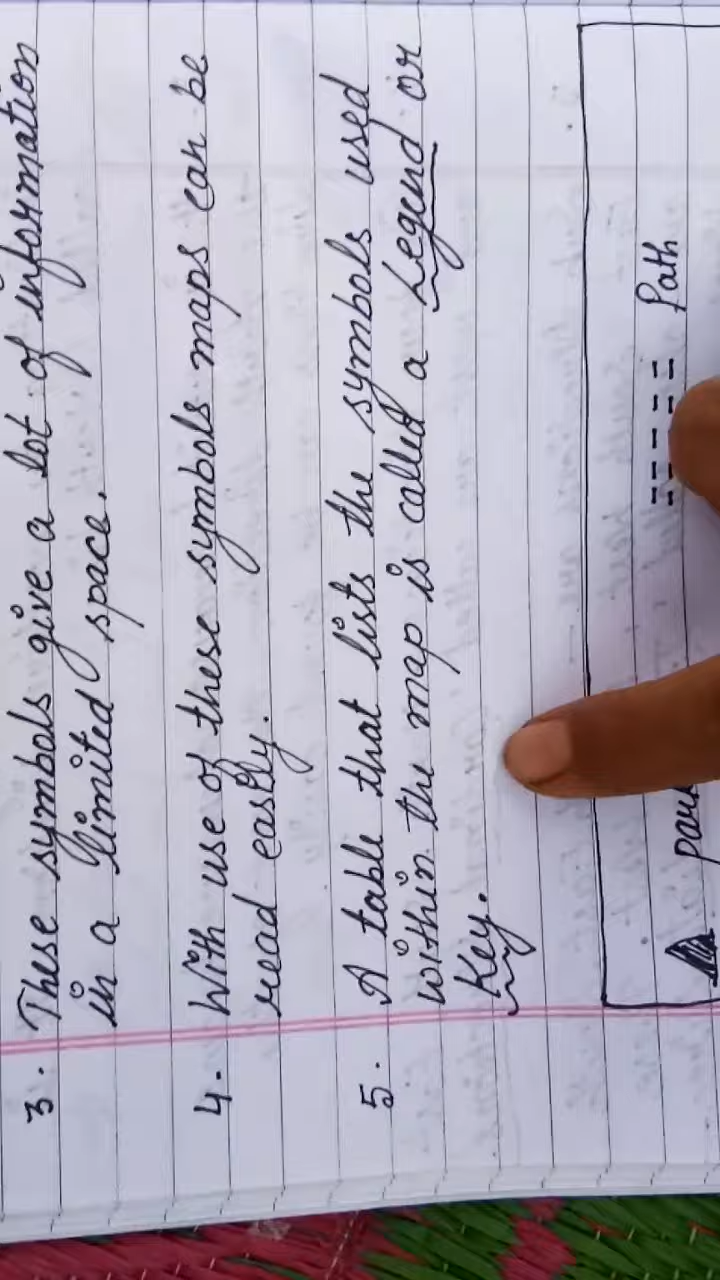 3. These symbols give a lot of information
in a limited space.
4. With use of these symbols maps can be
read easily.
5. A table that lists the symbols used
within the map is called a Legend or
Key.
Path